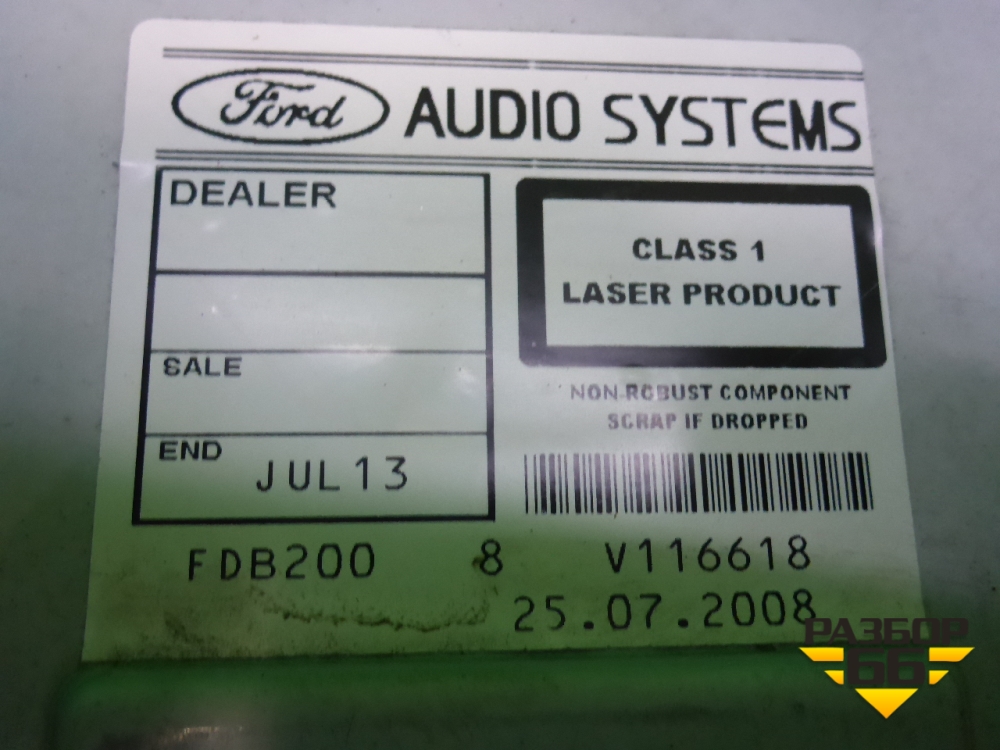 Ford AUDIO SYSTEMS
DEALER
SALE
END JUL13
CLASS 1
LASER PRODUCT
NON-ROBUST COMPONENT
SCRAP IF DROPPED
FDB200 8 V116618
25.07.2008
РАЗБОР
66